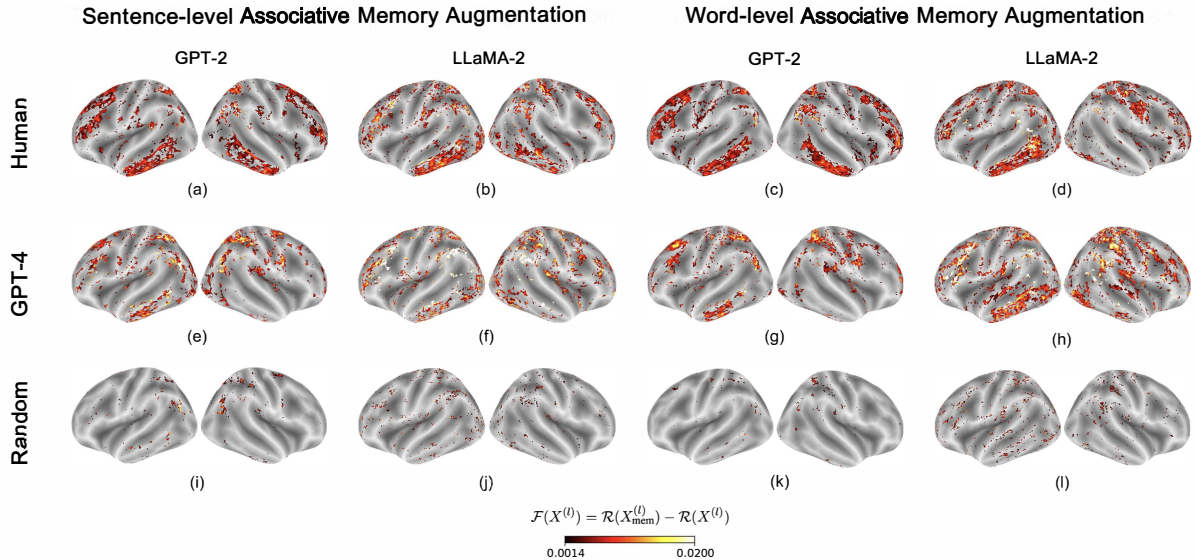 Sentence-level Associative Memory Augmentation
Word-level Associative Memory Augmentation
GPT-2
LLaMA-2
GPT-2
LLaMA-2
Human
(a)
(b)
(c)
(d)
GPT-4
(e)
(f)
(g)
(h)
Random
(i)
(j)
(k)
(l)
$\mathcal{F}(X^{(l)}) = \mathcal{R}(X_{\text{mem}}^{(l)}) - \mathcal{R}(X^{(l)})$
0.0014
0.0200